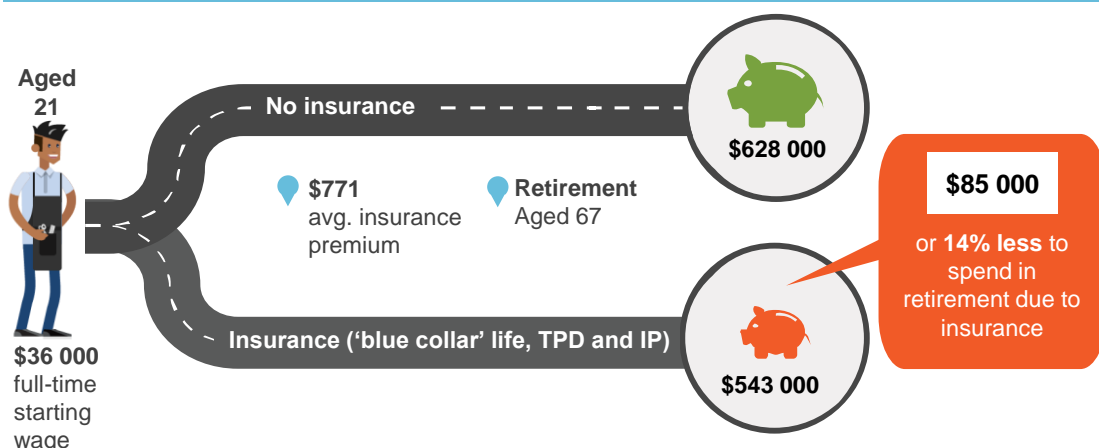 Aged
21
No insurance
$628 000
$771
avg. insurance
premium
Retirement
Aged 67
$85 000
or 14% less to
spend in
retirement due to
insurance
Insurance (‘blue collar’ life, TPD and IP)
$543 000
$36 000
full-time
starting
wage